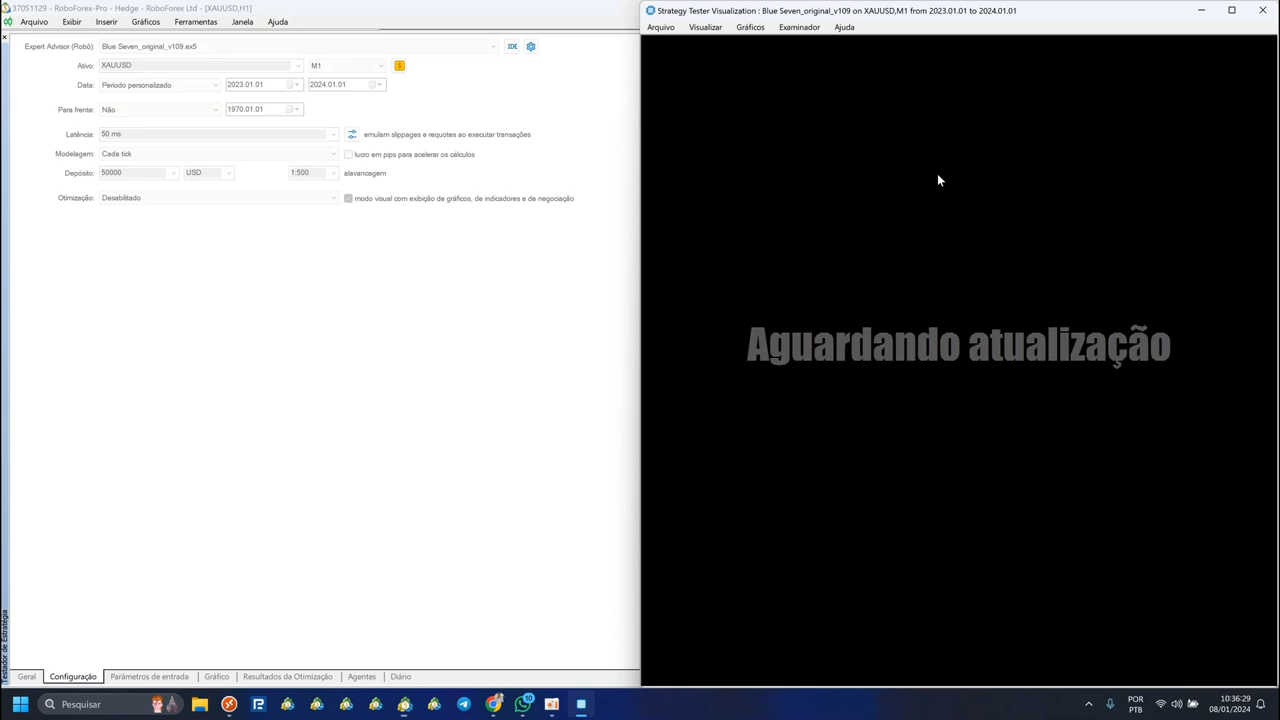 37051129 - RoboForex-Pro - Hedge - RoboForex Ltd - [XAUUSD,H1]
Arquivo Exibir Inserir Gráficos Ferramentas Janela Ajuda
Expert Advisor (Robô): Blue Seven_original_v109.ex5 IDE
Ativo: XAUUSD M1 $
Data: Período personalizado 2023.01.01 2024.01.01
Para frente: Não 1970.01.01
Latência: 50 ms emulam slippages e requotes ao executar transações
Modelagem: Cada tick lucro em pips para acelerar os cálculos
Depósito: 50000 USD 1:500 alavancagem
Otimização: Desabilitado modo visual com exibição de gráficos, de indicadores e de negociação
Testador de Estratégia
Geral Configuração Parâmetros de entrada Gráfico Resultados da Otimização Agentes Diário
Strategy Tester Visualization : Blue Seven_original_v109 on XAUUSD,M1 from 2023.01.01 to 2024.01.01
Arquivo Visualizar Gráficos Examinador Ajuda
Aguardando atualização
Pesquisar
10
POR
PTB
10:36:29
08/01/2024